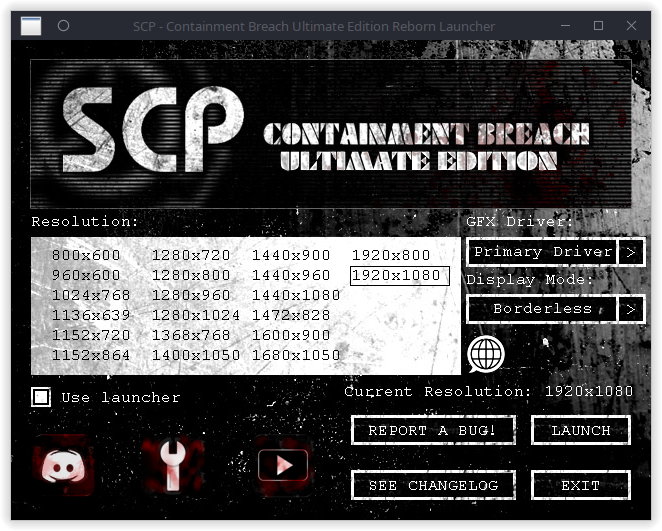 SCP - Containment Breach Ultimate Edition Reborn Launcher
SCP
CONTAINMENT BREACH
ULTIMATE EDITION
Resolution:
GFX Driver:
800x600 1280x720 1440x900 1920x800
Primary Driver >
960x600 1280x800 1440x960 1920x1080
Display Mode:
1024x768 1280x960 1440x1080
1136x639 1280x1024 1472x828
Borderless >
1152x720 1368x768 1600x900
1152x864 1400x1050 1680x1050
Current Resolution: 1920x1080
Use launcher
REPORT A BUG!
LAUNCH
SEE CHANGELOG
EXIT